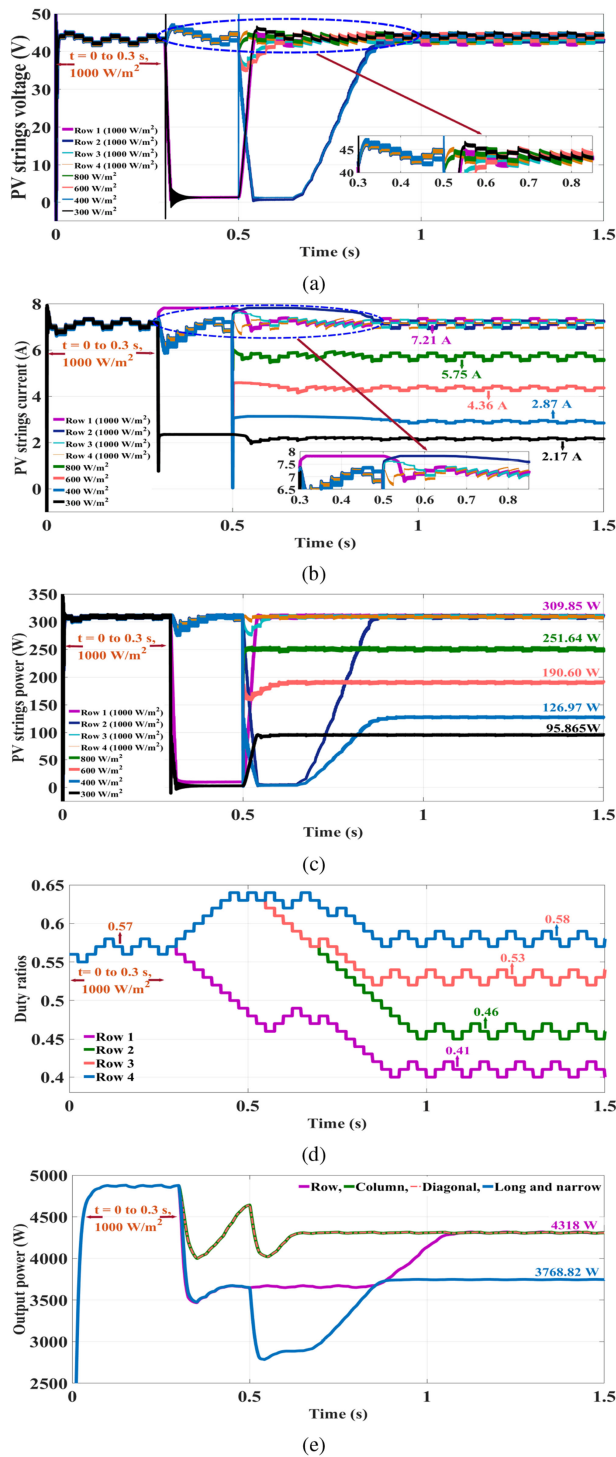 50
40
30
20
10
0
PV strings voltage (V)
t = 0 to 0.3 s,
1000 W/m²
Row 1 (1000 W/m²)
Row 2 (1000 W/m²)
Row 3 (1000 W/m²)
Row 4 (1000 W/m²)
800 W/m²
600 W/m²
400 W/m²
300 W/m²
45
40
0.3 0.4 0.5 0.6 0.7 0.8
0 0.5 1 1.5
Time (s)
(a)
8
6
4
2
0
PV strings current (A)
t = 0 to 0.3 s,
1000 W/m²
7.21 A
5.75 A
4.36 A
2.87 A
2.17 A
Row 1 (1000 W/m²)
Row 2 (1000 W/m²)
Row 3 (1000 W/m²)
Row 4 (1000 W/m²)
800 W/m²
600 W/m²
400 W/m²
300 W/m²
8
7.5
7
6.5
0.3 0.4 0.5 0.6 0.7 0.8
0 0.5 1 1.5
Time (s)
(b)
350
300
250
200
150
100
50
0
PV strings power (W)
t = 0 to 0.3 s,
1000 W/m²
309.85 W
251.64 W
190.60 W
126.97 W
95.865W
Row 1 (1000 W/m²)
Row 2 (1000 W/m²)
Row 3 (1000 W/m²)
Row 4 (1000 W/m²)
800 W/m²
600 W/m²
400 W/m²
300 W/m²
0 0.5 1 1.5
Time (s)
(c)
0.65
0.6
0.55
0.5
0.45
0.4
Duty ratios
0.57
t= 0 to 0.3 s,
1000 W/m²
0.58
0.53
0.46
0.41
Row 1
Row 2
Row 3
Row 4
0 0.5 1 1.5
Time (s)
(d)
5000
4500
4000
3500
3000
2500
Output power (W)
t = 0 to 0.3 s,
1000 W/m²
Row, Column, Diagonal, Long and narrow
4318 W
3768.82 W
0 0.5 1 1.5
Time (s)
(e)